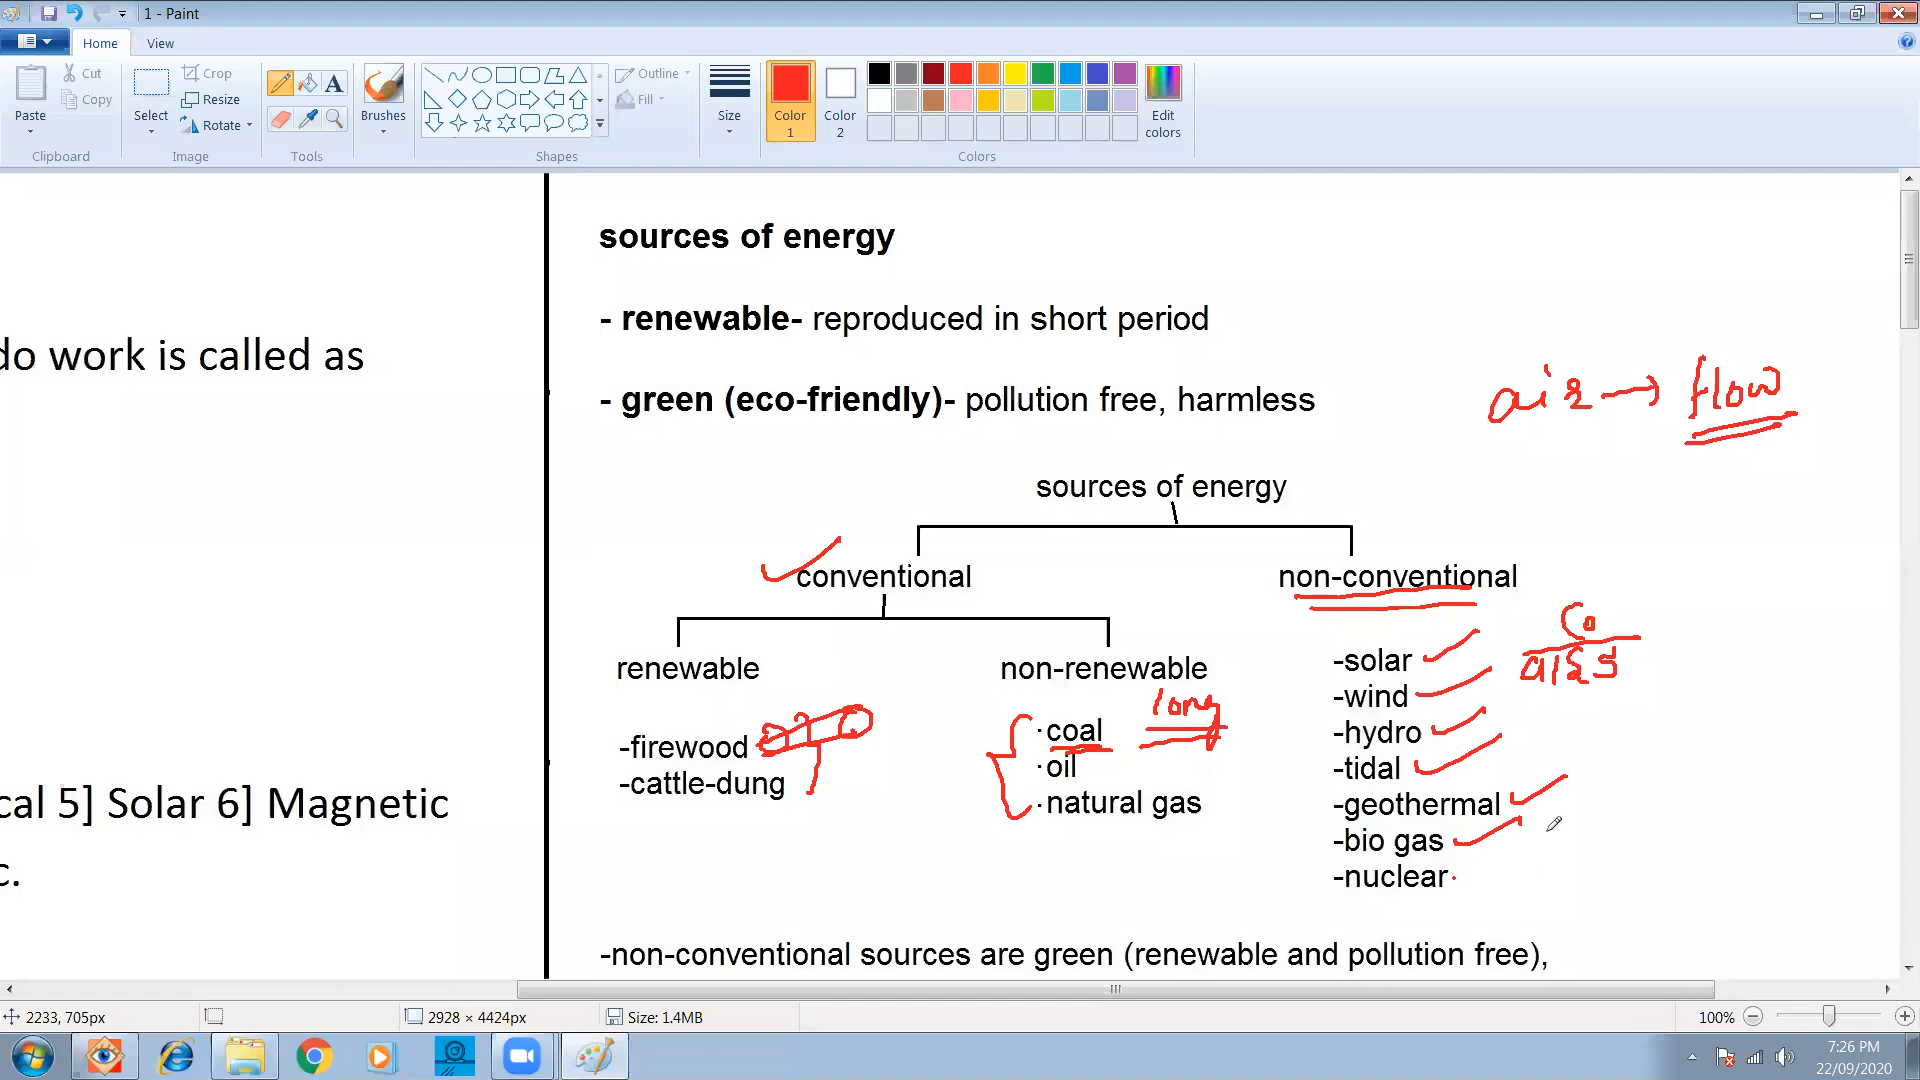 1 - Paint
Home
View
Paste
Cut
Copy
Clipboard
Select
Crop
Resize
Rotate
Image
Tools
Brushes
Shapes
Outline
Fill
Size
Color 1
Color 2
Edit colors
Colors
do work is called as
cal 5] Solar 6] Magnetic
c.
sources of energy
- renewable- reproduced in short period
- green (eco-friendly)- pollution free, harmless
air → flow
sources of energy
conventional
non-conventional
renewable
-firewood
-cattle-dung
non-renewable
long
·coal
·oil
·natural gas
-solar
-wind
-hydro
-tidal
-geothermal
-bio gas
-nuclear
-non-conventional sources are green (renewable and pollution free),
2233, 705px
2928 × 4424px
Size: 1.4MB
100%
7:26 PM
22/09/2020